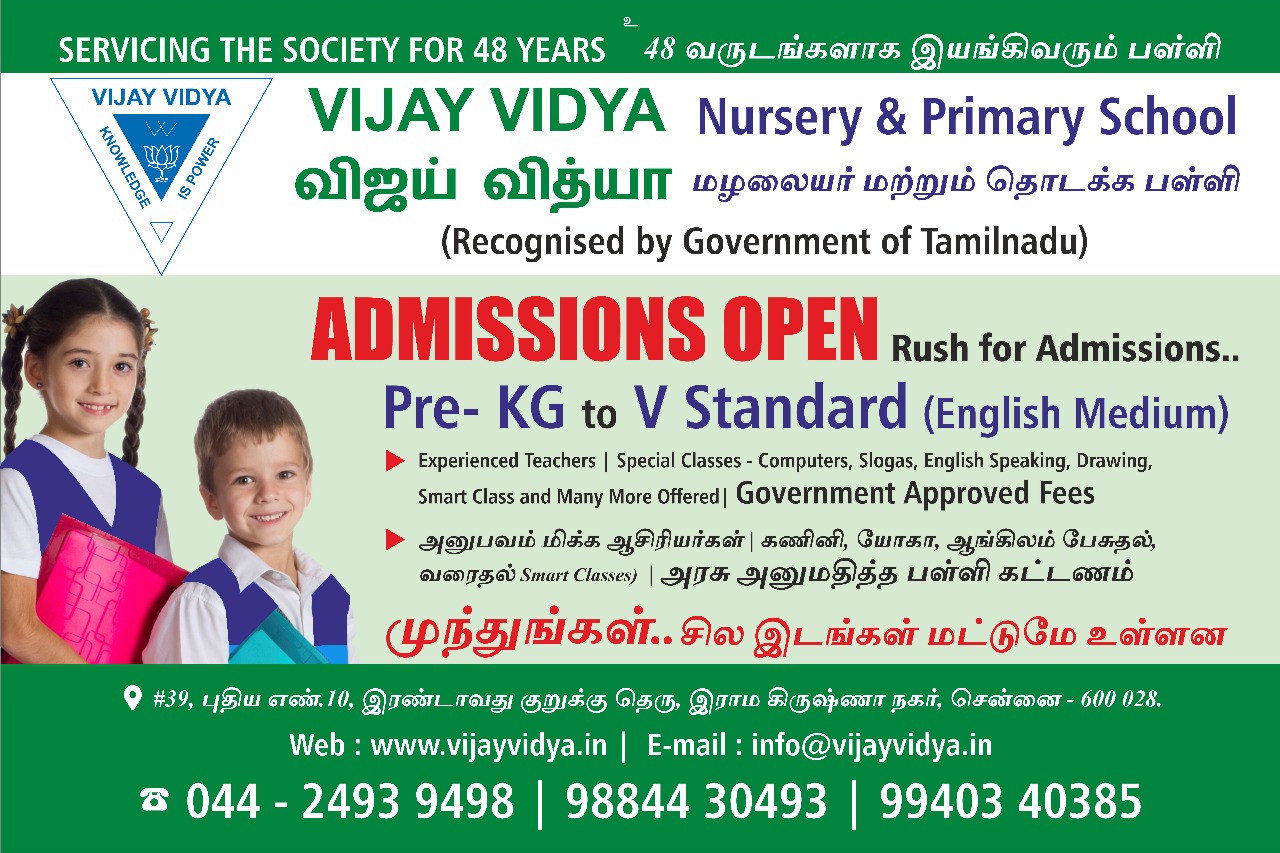 உ
SERVICING THE SOCIETY FOR 48 YEARS 48 வருடங்களாக இயங்கிவரும் பள்ளி
VIJAY VIDYA
KNOWLEDGE IS POWER
VIJAY VIDYA Nursery & Primary School
விஜய் வித்யா மழலையர் மற்றும் தொடக்க பள்ளி
(Recognised by Government of Tamilnadu)
ADMISSIONS OPEN Rush for Admissions..
Pre- KG to V Standard (English Medium)
Experienced Teachers | Special Classes - Computers, Slogas, English Speaking, Drawing,
Smart Class and Many More Offered| Government Approved Fees
அனுபவம் மிக்க ஆசிரியர்கள் | கணினி, யோகா, ஆங்கிலம் பேசுதல்,
வரைதல் Smart Classes) | அரசு அனுமதித்த பள்ளி கட்டணம்
முந்துங்கள்.. சில இடங்கள் மட்டுமே உள்ளன
#39, புதிய எண்.10, இரண்டாவது குறுக்கு தெரு, இராம கிருஷ்ணா நகர், சென்னை - 600 028.
Web : www.vijayvidya.in | E-mail : info@vijayvidya.in
044 - 2493 9498 | 98844 30493 | 99403 40385